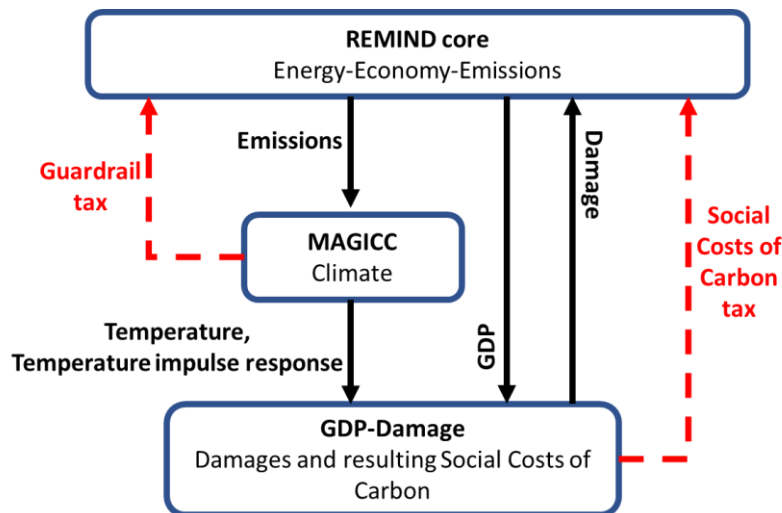 REMIND core
Energy-Economy-Emissions
Emissions
Guardrail
tax
Damage
Social
Costs of
Carbon
tax
MAGICC
Climate
Temperature,
Temperature impulse response
GDP
GDP-Damage
Damages and resulting Social Costs of
Carbon